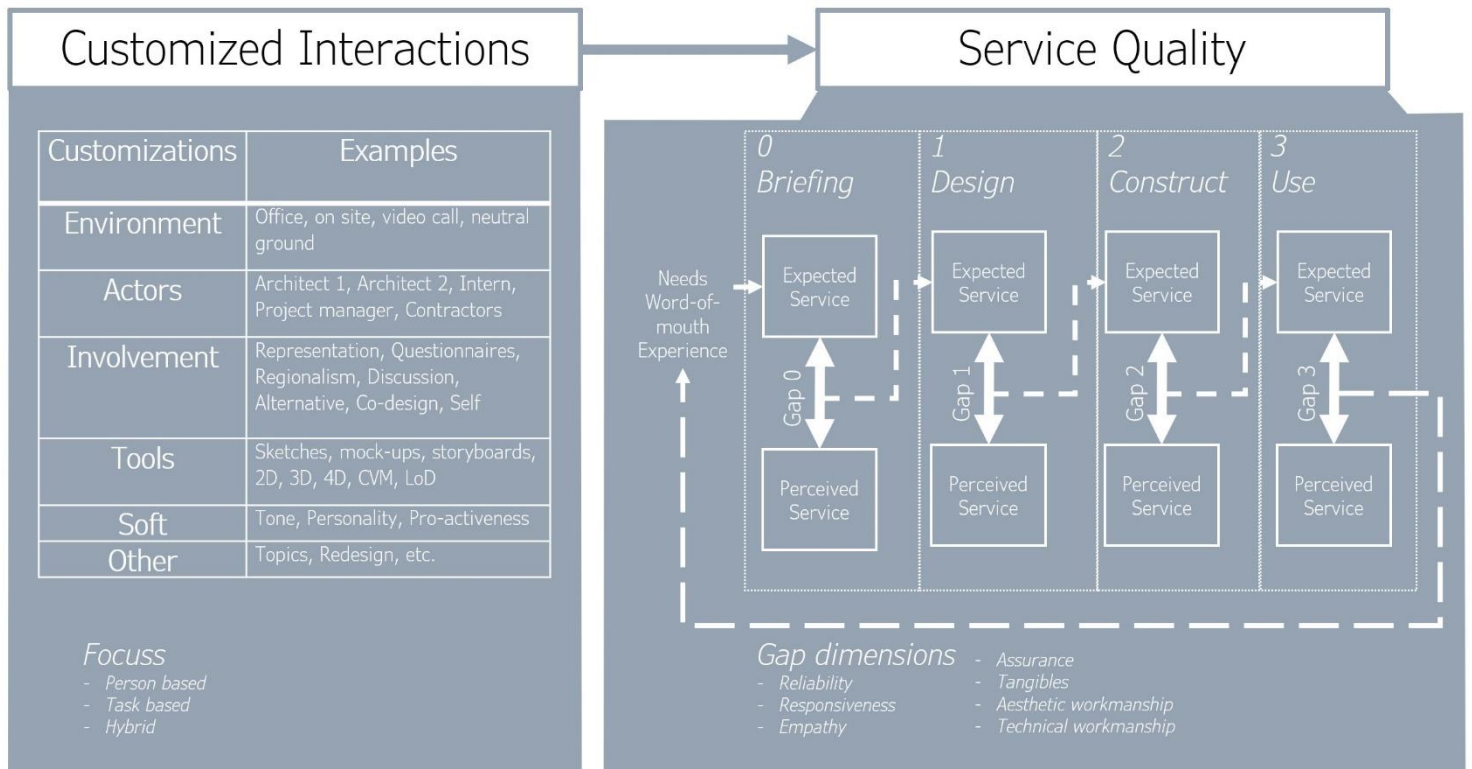 Customized Interactions
Customizations
Examples
Environment
Office, on site, video call, neutral
ground
Actors
Architect 1, Architect 2, Intern,
Project manager, Contractors
Involvement
Representation, Questionnaires,
Regionalism, Discussion,
Alternative, Co-design, Self
Tools
Sketches, mock-ups, storyboards,
2D, 3D, 4D, CVM, LoD
Soft
Tone, Personality, Pro-activeness
Other
Topics, Redesign, etc.
Focuss
- Person based
- Task based
- Hybrid
Service Quality
0
Briefing
1
Design
2
Construct
3
Use
Needs
Word-of-
mouth
Experience
Expected
Service
Gap 0
Perceived
Service
Expected
Service
Gap 1
Perceived
Service
Expected
Service
Gap 2
Perceived
Service
Expected
Service
Gap 3
Perceived
Service
Gap dimensions
- Reliability
- Responsiveness
- Empathy
- Assurance
- Tangibles
- Aesthetic workmanship
- Technical workmanship